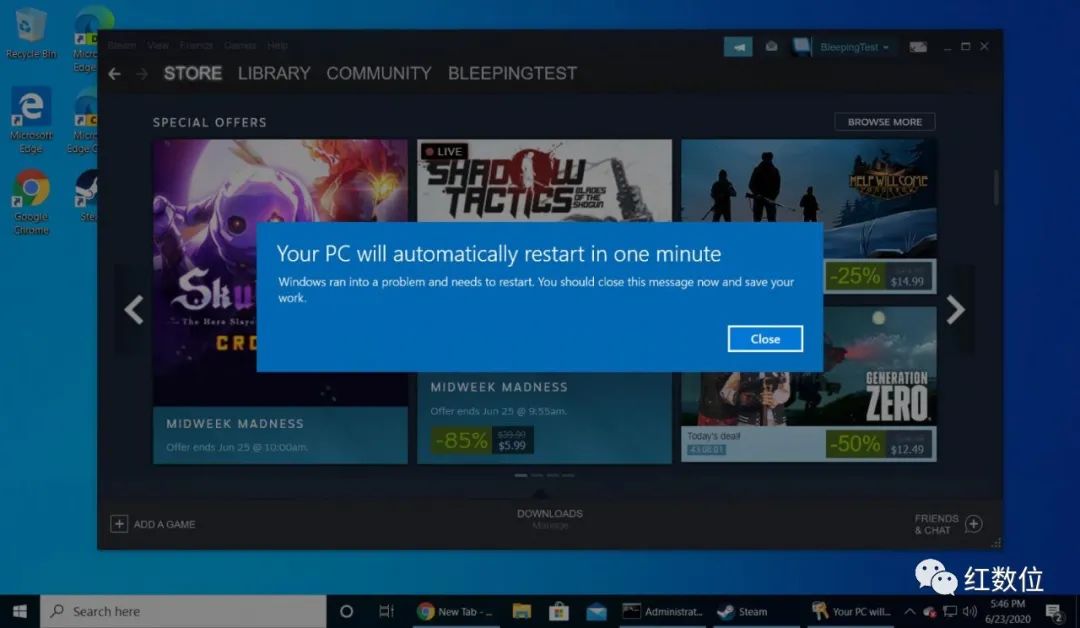 Recycle Bin
Micro
Edge
Microsoft
Edge
Micro
Edge C
Google
Chrome
Stea
Steam View Friends Games Help
BleepingTest
STORE LIBRARY COMMUNITY BLEEPINGTEST
SPECIAL OFFERS
BROWSE MORE
LIVE
SHADOW
TACTICS
BLADES
OF THE
SHOGUN
HELP WILL COME
TOMORROW
-25%
$14.99
Your PC will automatically restart in one minute
Windows ran into a problem and needs to restart. You should close this message now and save your
work.
Close
Sku
The Hero Slaye
CRO
MIDWEEK MADNESS
Offer ends Jun 25 @ 10:00am.
MIDWEEK MADNESS
Offer ends Jun 25 @ 9:55am.
-85%
$39.99
$5.99
GENERATION
ZERO
Today's deal!
-50%
$12.49
ADD A GAME
DOWNLOADS
Manage
FRIENDS
& CHAT
红数位
Search here
New Tab - ...
Administrat...
Steam
Your PC will...
5:46 PM
6/23/2020
2